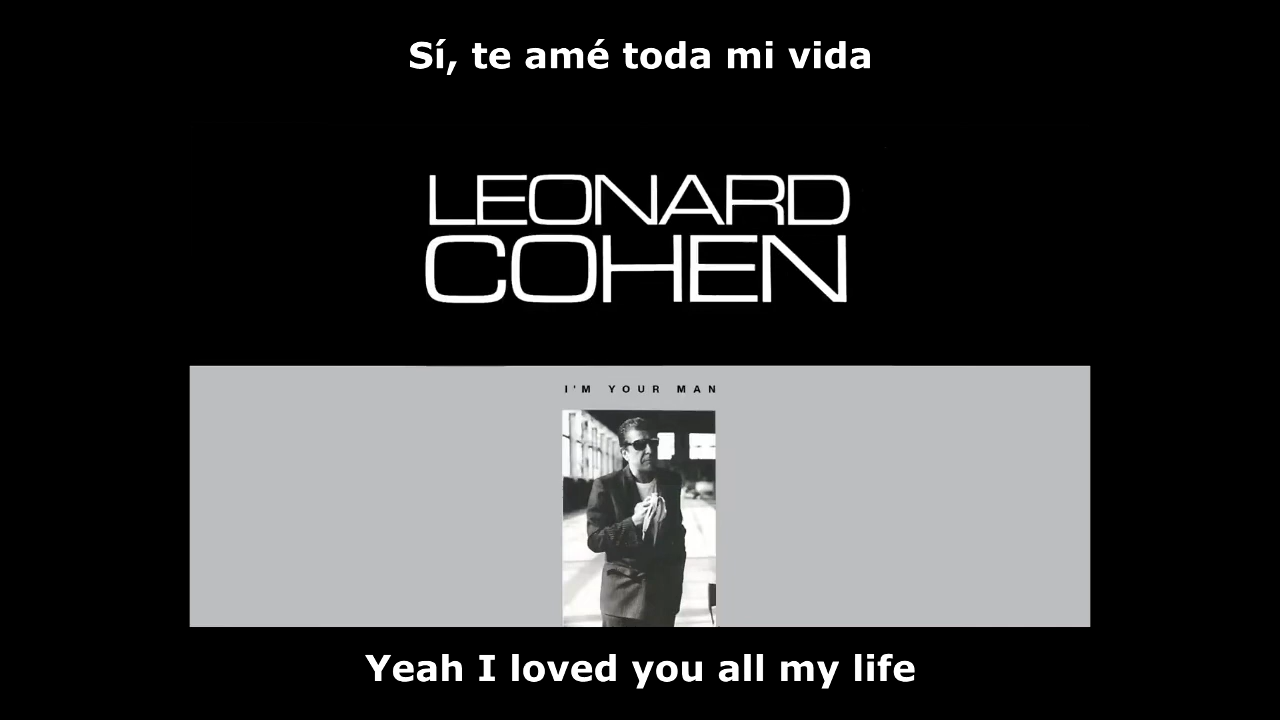 Sí, te amé toda mi vida
LEONARD
COHEN
I'M YOUR MAN
Yeah I loved you all my life